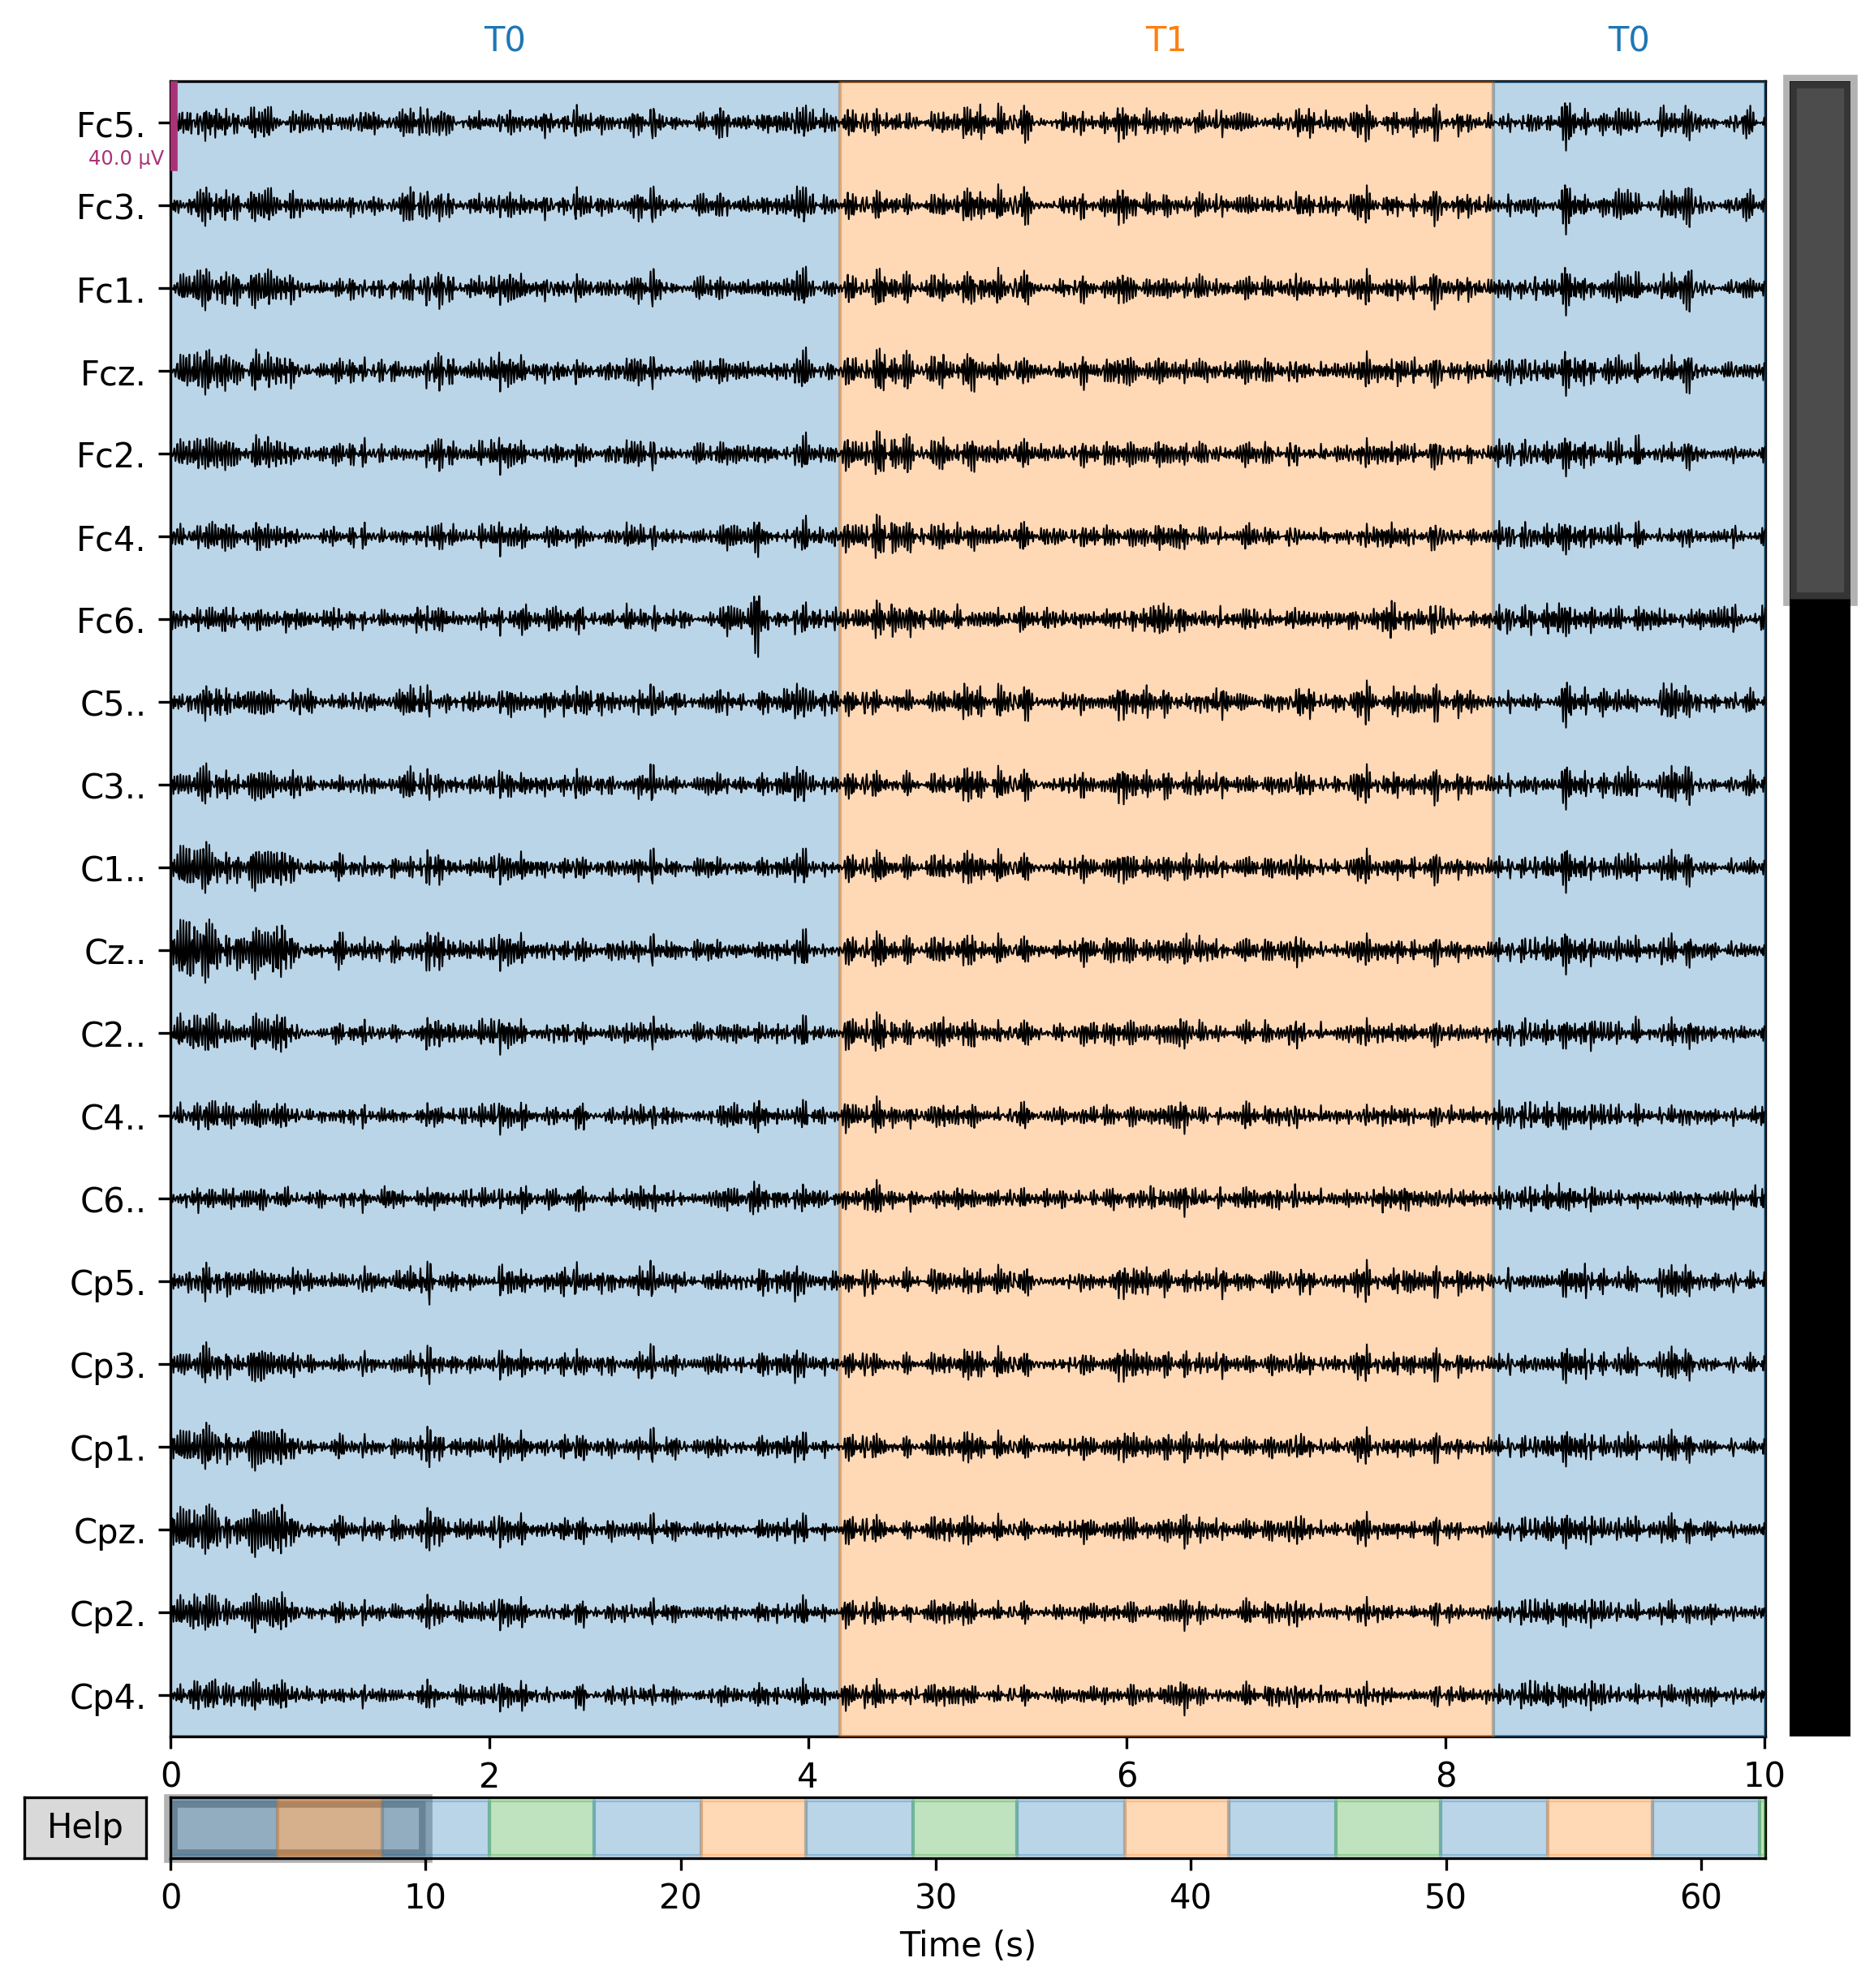 T0 T1 T0
Fc5.
40.0 µV
Fc3.
Fc1.
Fcz.
Fc2.
Fc4.
Fc6.
C5..
C3..
C1..
Cz..
C2..
C4..
C6..
Cp5.
Cp3.
Cp1.
Cpz.
Cp2.
Cp4.
0 2 4 6 8 10
Help
0 10 20 30 40 50 60
Time (s)